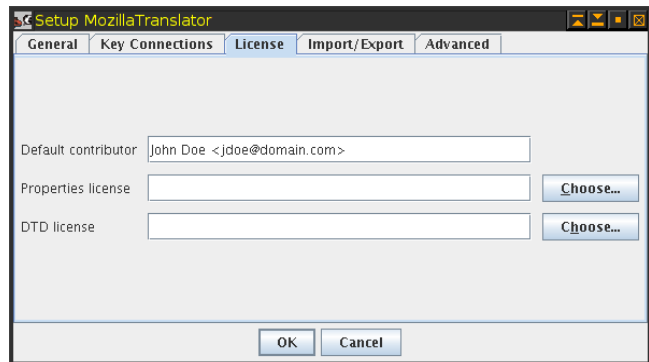 Setup MozillaTranslator
General Key Connections License Import/Export Advanced
Default contributor John Doe <jdoe@domain.com>
Properties license Choose...
DTD license Choose...
OK Cancel